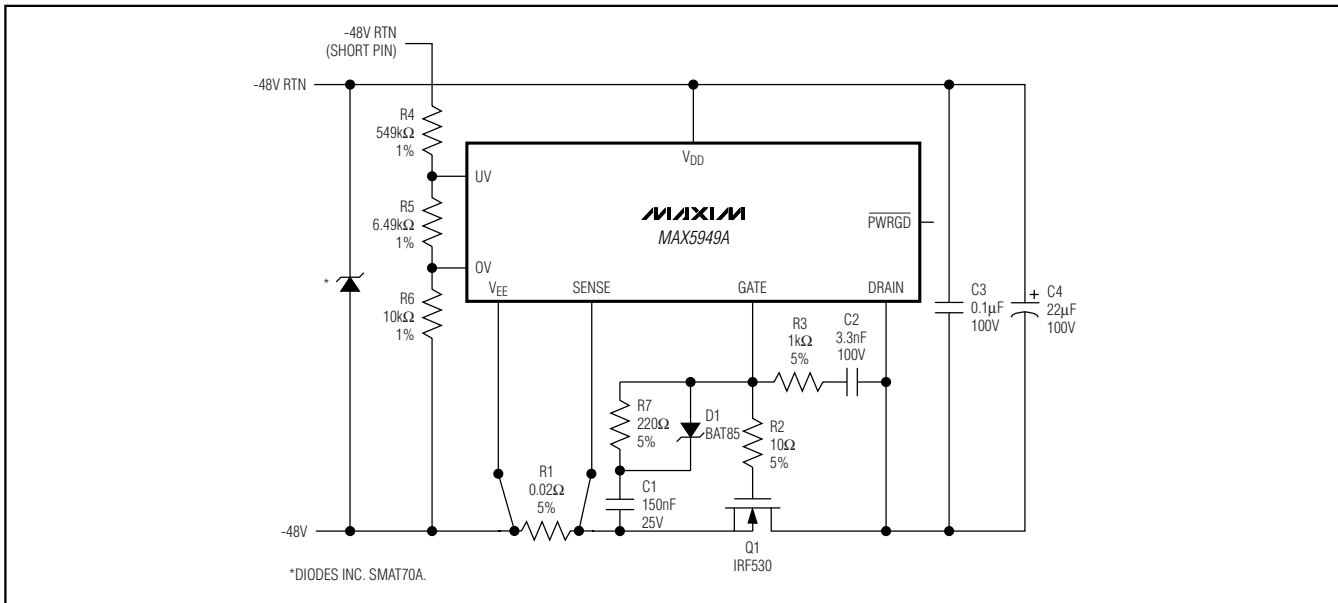 -48V RTN
(SHORT PIN)
-48V RTN
R4
549kΩ
1%
UV
R5
6.49kΩ
1%
OV
R6
10kΩ
1%
*
VDD
MAXIM
MAX5949A
PWRGD
VEE
SENSE
GATE
DRAIN
C3
0.1µF
100V
+
C4
22µF
100V
R3
1kΩ
5%
C2
3.3nF
100V
R7
220Ω
5%
D1
BAT85
R2
10Ω
5%
R1
0.02Ω
5%
C1
150nF
25V
-48V
Q1
IRF530
*DIODES INC. SMAT70A.